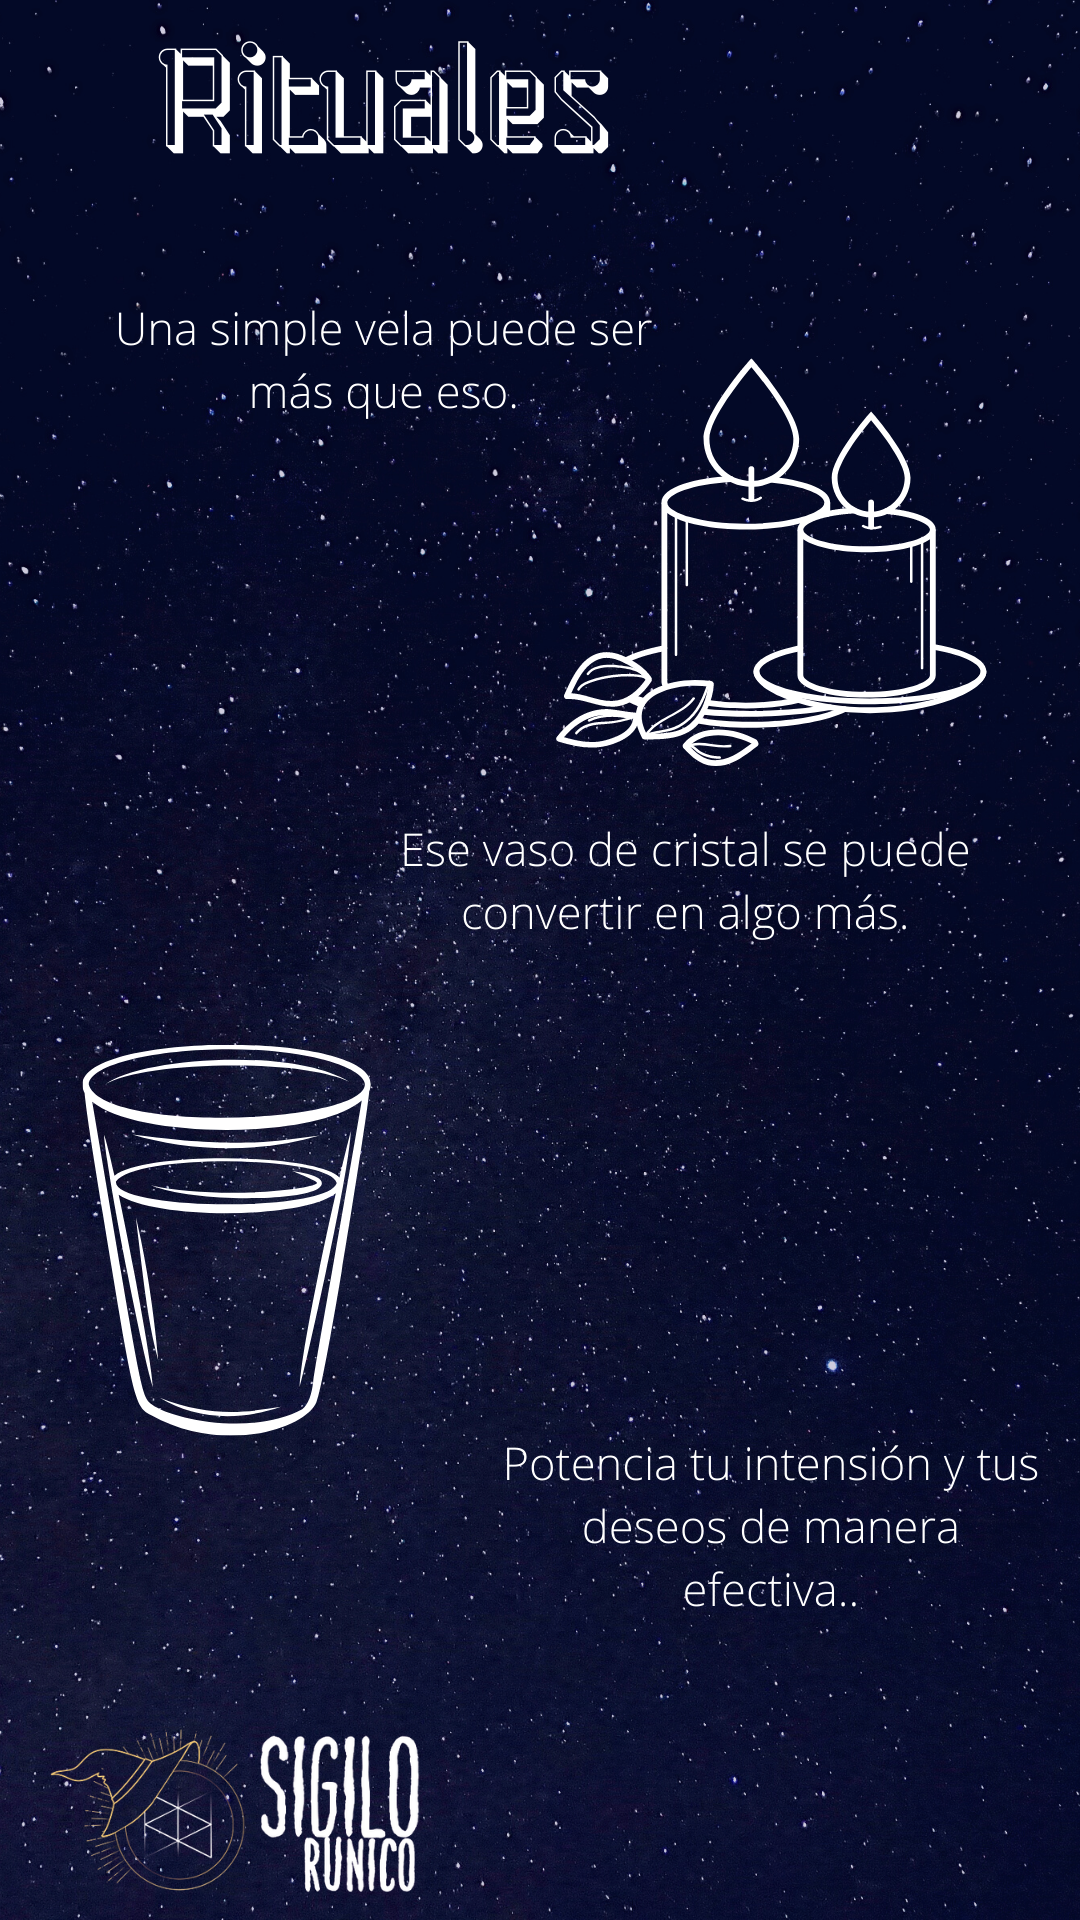 Rituales
Una simple vela puede ser
más que eso.
Ese vaso de cristal se puede
convertir en algo más.
Potencia tu intensión y tus
deseos de manera
efectiva..
SIGILO
RUNICO